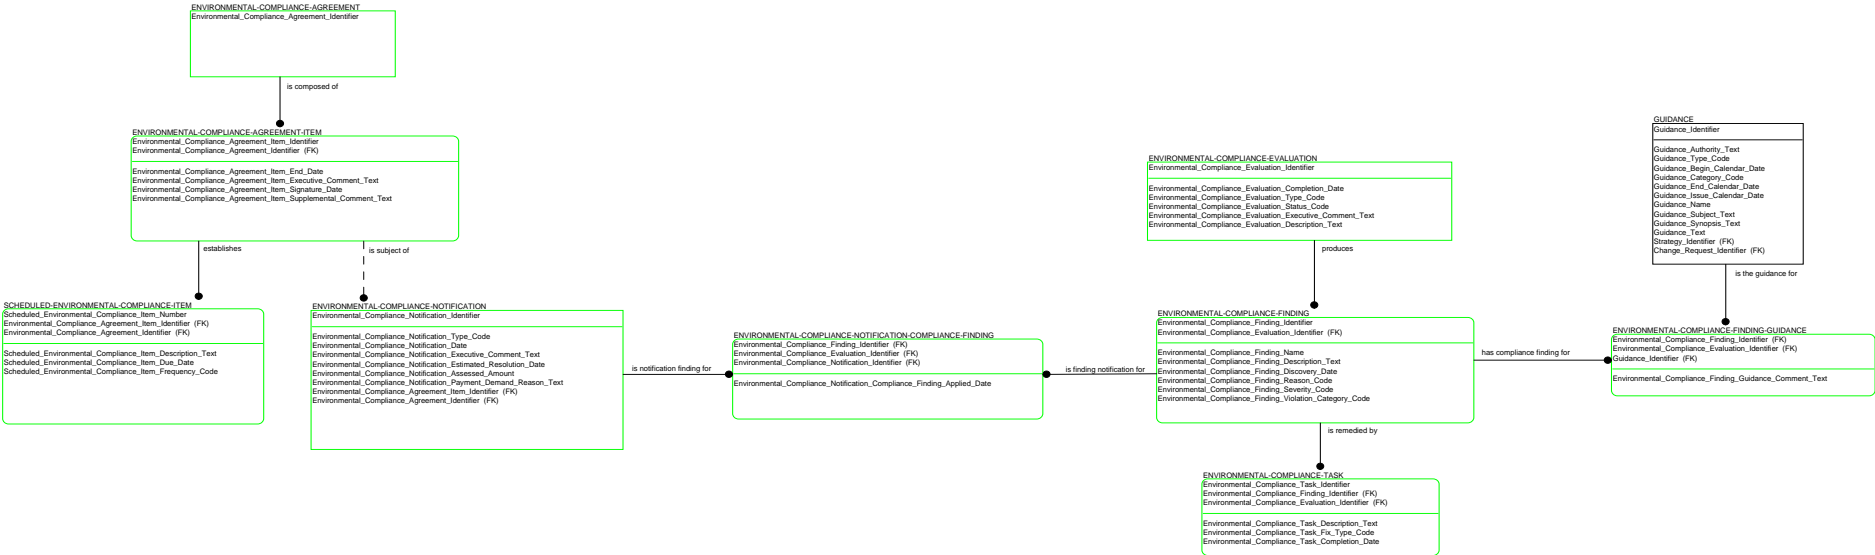 ENVIRONMENTAL-COMPLIANCE-AGREEMENT
Environmental_Compliance_Agreement_Identifier
is composed of
ENVIRONMENTAL-COMPLIANCE-AGREEMENT-ITEM
Environmental_Compliance_Agreement_Item_Identifier
Environmental_Compliance_Agreement_Identifier (FK)
Environmental_Compliance_Agreement_Item_End_Date
Environmental_Compliance_Agreement_Item_Executive_Comment_Text
Environmental_Compliance_Agreement_Item_Signature_Date
Environmental_Compliance_Agreement_Item_Supplemental_Comment_Text
establishes
is subject of
SCHEDULED-ENVIRONMENTAL-COMPLIANCE-ITEM
Scheduled_Environmental_Compliance_Item_Number
Environmental_Compliance_Agreement_Item_Identifier (FK)
Environmental_Compliance_Agreement_Identifier (FK)
Scheduled_Environmental_Compliance_Item_Description_Text
Scheduled_Environmental_Compliance_Item_Due_Date
Scheduled_Environmental_Compliance_Item_Frequency_Code
ENVIRONMENTAL-COMPLIANCE-NOTIFICATION
Environmental_Compliance_Notification_Identifier
Environmental_Compliance_Notification_Type_Code
Environmental_Compliance_Notification_Date
Environmental_Compliance_Notification_Executive_Comment_Text
Environmental_Compliance_Notification_Estimated_Resolution_Date
Environmental_Compliance_Notification_Assessed_Amount
Environmental_Compliance_Notification_Payment_Demand_Reason_Text
Environmental_Compliance_Agreement_Item_Identifier (FK)
Environmental_Compliance_Agreement_Identifier (FK)
is notification finding for
ENVIRONMENTAL-COMPLIANCE-NOTIFICATION-COMPLIANCE-FINDING
Environmental_Compliance_Finding_Identifier (FK)
Environmental_Compliance_Evaluation_Identifier (FK)
Environmental_Compliance_Notification_Identifier (FK)
Environmental_Compliance_Notification_Compliance_Finding_Applied_Date
is finding notification for
ENVIRONMENTAL-COMPLIANCE-EVALUATION
Environmental_Compliance_Evaluation_Identifier
Environmental_Compliance_Evaluation_Completion_Date
Environmental_Compliance_Evaluation_Type_Code
Environmental_Compliance_Evaluation_Status_Code
Environmental_Compliance_Evaluation_Executive_Comment_Text
Environmental_Compliance_Evaluation_Description_Text
produces
ENVIRONMENTAL-COMPLIANCE-FINDING
Environmental_Compliance_Finding_Identifier
Environmental_Compliance_Evaluation_Identifier (FK)
Environmental_Compliance_Finding_Name
Environmental_Compliance_Finding_Description_Text
Environmental_Compliance_Finding_Discovery_Date
Environmental_Compliance_Finding_Reason_Code
Environmental_Compliance_Finding_Severity_Code
Environmental_Compliance_Finding_Violation_Category_Code
has compliance finding for
is remedied by
ENVIRONMENTAL-COMPLIANCE-TASK
Environmental_Compliance_Task_Identifier
Environmental_Compliance_Finding_Identifier (FK)
Environmental_Compliance_Evaluation_Identifier (FK)
Environmental_Compliance_Task_Description_Text
Environmental_Compliance_Task_Fix_Type_Code
Environmental_Compliance_Task_Completion_Date
GUIDANCE
Guidance_Identifier
Guidance_Authority_Text
Guidance_Type_Code
Guidance_Begin_Calendar_Date
Guidance_Category_Code
Guidance_End_Calendar_Date
Guidance_Issue_Calendar_Date
Guidance_Name
Guidance_Subject_Text
Guidance_Synopsis_Text
Guidance_Text
Strategy_Identifier (FK)
Change_Request_Identifier (FK)
is the guidance for
ENVIRONMENTAL-COMPLIANCE-FINDING-GUIDANCE
Environmental_Compliance_Finding_Identifier (FK)
Environmental_Compliance_Evaluation_Identifier (FK)
Guidance_Identifier (FK)
Environmental_Compliance_Finding_Guidance_Comment_Text